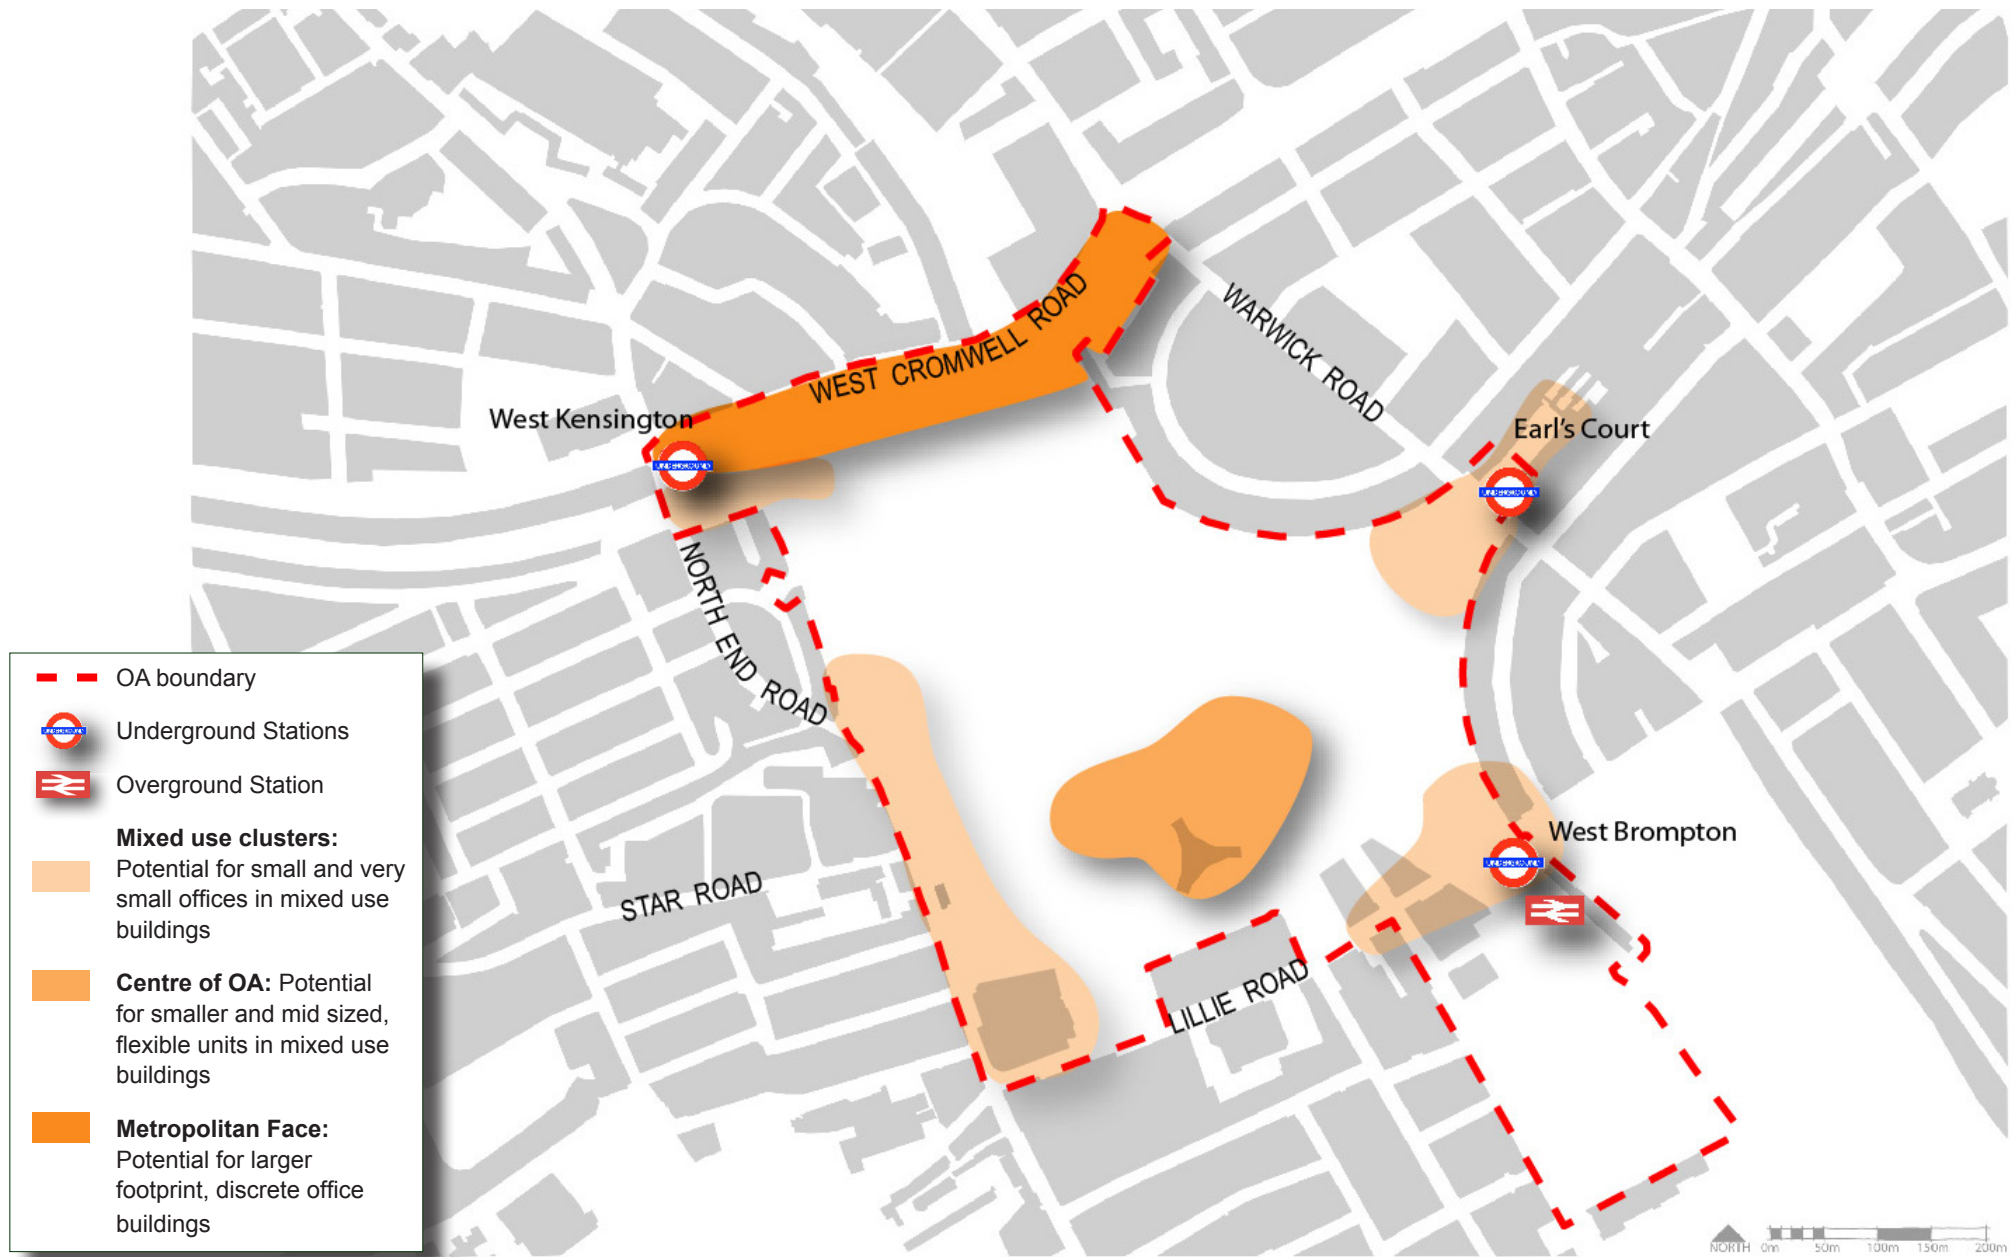 WEST CROMWELL ROAD
WARWICK ROAD
West Kensington
Earl's Court
NORTH END ROAD
West Brompton
STAR ROAD
LILLIE ROAD
OA boundary
Underground Stations
Overground Station
Mixed use clusters:
Potential for small and very
small offices in mixed use
buildings
Centre of OA: Potential
for smaller and mid sized,
flexible units in mixed use
buildings
Metropolitan Face:
Potential for larger
footprint, discrete office
buildings
NORTH 0m 50m 100m 150m 200m